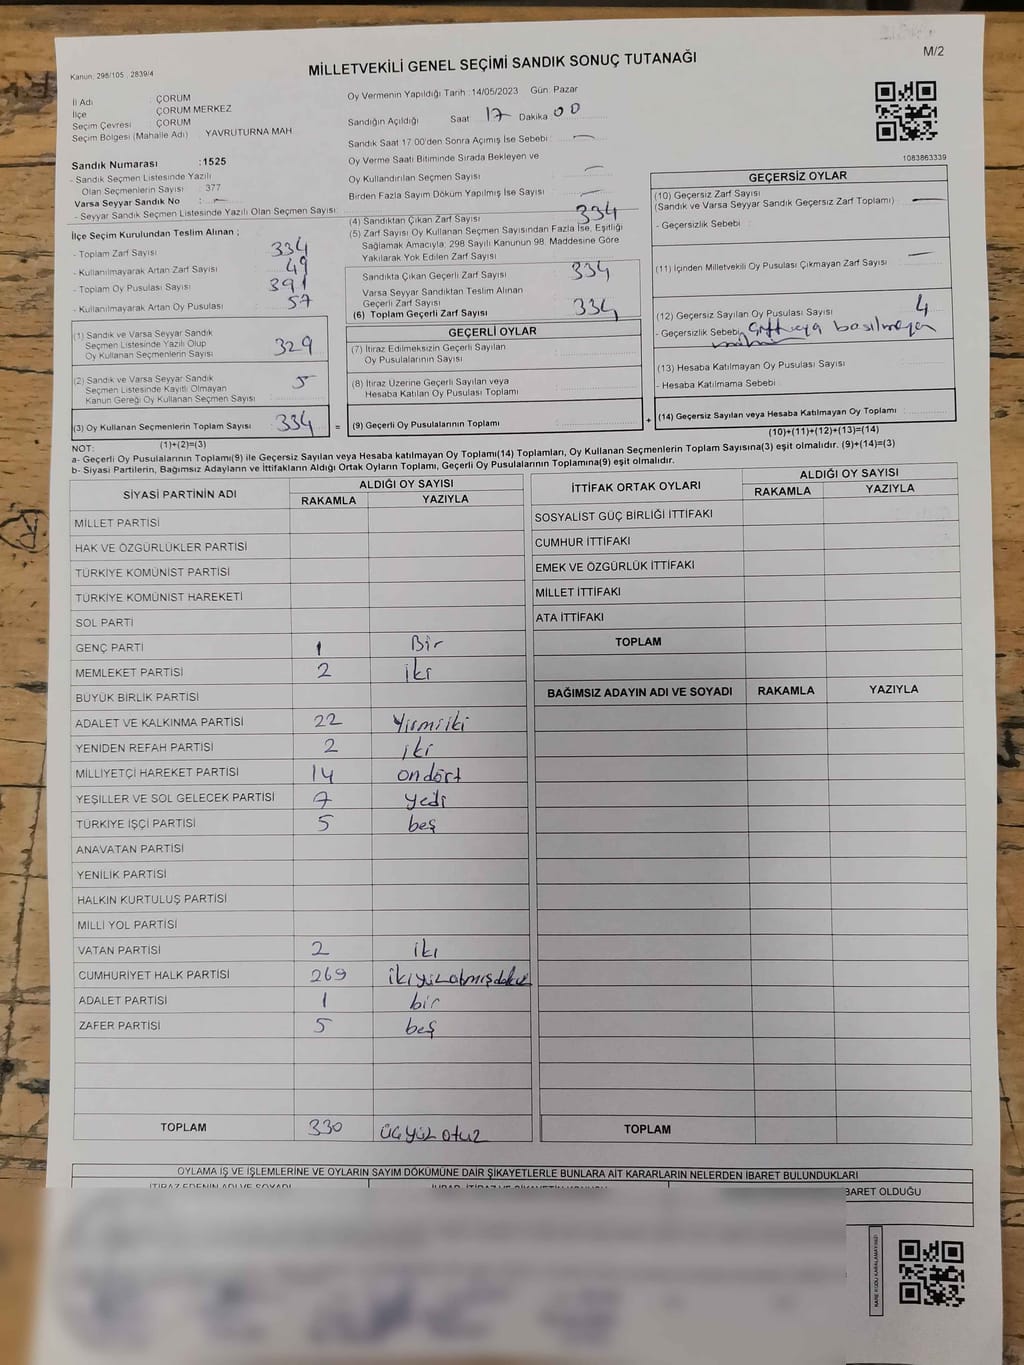 M/2
Kanun: 298/105 , 2839/4
MİLLETVEKİLİ GENEL SEÇİMİ SANDIK SONUÇ TUTANAĞI
İl Adı : ÇORUM
İlçe : ÇORUM MERKEZ
Seçim Çevresi : ÇORUM
Seçim Bölgesi (Mahalle Adı) : YAVRUTURNA MAH.
Sandık Numarası :1525
- Sandık Seçmen Listesinde Yazılı
Olan Seçmenlerin Sayısı : 377
Varsa Seyyar Sandık No : —
- Seyyar Sandık Seçmen Listesinde Yazılı Olan Seçmen Sayısı:
Oy Vermenin Yapıldığı Tarih :14/05/2023 Gün: Pazar
Sandığın Açıldığı Saat 17 Dakika 00
Sandık Saat 17.00'den Sonra Açılmış İse Sebebi : —
Oy Verme Saati Bitiminde Sırada Bekleyen ve
Oy Kullandırılan Seçmen Sayısı : —
Birden Fazla Sayım Döküm Yapılmış İse Sayısı : —
1083863339
İlçe Seçim Kurulundan Teslim Alınan ;
- Toplam Zarf Sayısı : 334
- Kullanılmayarak Artan Zarf Sayısı : 49
- Toplam Oy Pusulası Sayısı : 391
- Kullanılmayarak Artan Oy Pusulası : 57
(1) Sandık ve Varsa Seyyar Sandık
Seçmen Listesinde Yazılı Olup
Oy Kullanan Seçmenlerin Sayısı : 329
(2) Sandık ve Varsa Seyyar Sandık
Seçmen Listesinde Kayıtlı Olmayan
Kanun Gereği Oy Kullanan Seçmen Sayısı : 5
(3) Oy Kullanan Seçmenlerin Toplam Sayısı : 334
(1)+(2)=(3)
(4) Sandıktan Çıkan Zarf Sayısı : 334
(5) Zarf Sayısı Oy Kullanan Seçmen Sayısından Fazla İse, Eşitliği
Sağlamak Amacıyla; 298 Sayılı Kanunun 98. Maddesine Göre
Yakılarak Yok Edilen Zarf Sayısı :
Sandıkta Çıkan Geçerli Zarf Sayısı : 334
Varsa Seyyar Sandıktan Teslim Alınan
Geçerli Zarf Sayısı :
(6) Toplam Geçerli Zarf Sayısı : 334
GEÇERLİ OYLAR
(7) İtiraz Edilmeksizin Geçerli Sayılan
Oy Pusulalarının Sayısı :
(8) İtiraz Üzerine Geçerli Sayılan veya
Hesaba Katılan Oy Pusulası Toplamı :
= (9) Geçerli Oy Pusulalarının Toplamı :
GEÇERSİZ OYLAR
(10) Geçersiz Zarf Sayısı
(Sandık ve Varsa Seyyar Sandık Geçersiz Zarf Toplamı) : —
- Geçersizlik Sebebi :
(11) İçinden Milletvekili Oy Pusulası Çıkmayan Zarf Sayısı : —
(12) Geçersiz Sayılan Oy Pusulası Sayısı : 4
- Geçersizlik Sebebi : basılmayan
(13) Hesaba Katılmayan Oy Pusulası Sayısı :
- Hesaba Katılmama Sebebi :
+ (14) Geçersiz Sayılan veya Hesaba Katılmayan Oy Toplamı :
(10)+(11)+(12)+(13)=(14)
NOT:
a- Geçerli Oy Pusulalarının Toplamı(9) ile Geçersiz Sayılan veya Hesaba katılmayan Oy Toplamı(14) Toplamları, Oy Kullanan Seçmenlerin Toplam Sayısına(3) eşit olmalıdır. (9)+(14)=(3)
b- Siyasi Partilerin, Bağımsız Adayların ve İttifakların Aldığı Ortak Oyların Toplamı, Geçerli Oy Pusulalarının Toplamına(9) eşit olmalıdır.
SİYASİ PARTİNİN ADI ALDIĞI OY SAYISI
RAKAMLA YAZIYLA
MİLLET PARTİSİ
HAK VE ÖZGÜRLÜKLER PARTİSİ
TÜRKİYE KOMÜNİST PARTİSİ
TÜRKİYE KOMÜNİST HAREKETİ
SOL PARTİ
GENÇ PARTİ 1 Bir
MEMLEKET PARTİSİ 2 iki
BÜYÜK BİRLİK PARTİSİ
ADALET VE KALKINMA PARTİSİ 22 Yirmiiki
YENİDEN REFAH PARTİSİ 2 iki
MİLLİYETÇİ HAREKET PARTİSİ 14 ondört
YEŞİLLER VE SOL GELECEK PARTİSİ 7 yedi
TÜRKİYE İŞÇİ PARTİSİ 5 beş
ANAVATAN PARTİSİ
YENİLİK PARTİSİ
HALKIN KURTULUŞ PARTİSİ
MİLLİ YOL PARTİSİ
VATAN PARTİSİ 2 iki
CUMHURİYET HALK PARTİSİ 269 ikiyüzatmışdokuz
ADALET PARTİSİ 1 bir
ZAFER PARTİSİ 5 beş
TOPLAM 330 üçyüz otuz
İTTİFAK ORTAK OYLARI ALDIĞI OY SAYISI
RAKAMLA YAZIYLA
SOSYALİST GÜÇ BİRLİĞİ İTTİFAKI
CUMHUR İTTİFAKI
EMEK VE ÖZGÜRLÜK İTTİFAKI
MİLLET İTTİFAKI
ATA İTTİFAKI
TOPLAM
BAĞIMSIZ ADAYIN ADI VE SOYADI RAKAMLA YAZIYLA
TOPLAM
OYLAMA İŞ VE İŞLEMLERİNE VE OYLARIN SAYIM DÖKÜMÜNE DAİR ŞİKAYETLERLE BUNLARA AİT KARARLARIN NELERDEN İBARET BULUNDUKLARI
İTİRAZ EDENİN ADI VE SOYADI
BARET OLDUĞU
KARE KODU KARALAMAYINIZ!